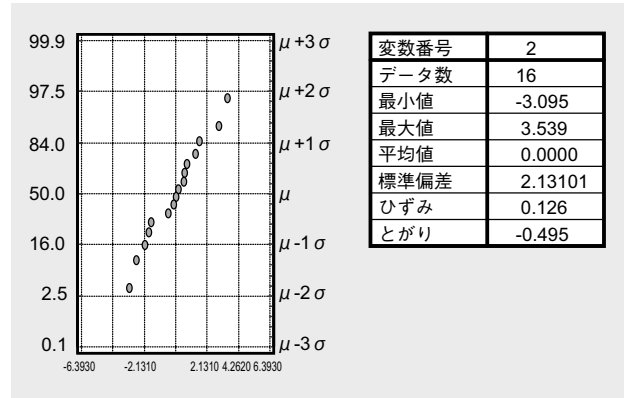 99.9
97.5
84.0
50.0
16.0
2.5
0.1
μ+3σ
μ+2σ
μ+1σ
μ
μ-1σ
μ-2σ
μ-3σ
-6.3930 -2.1310 2.1310 4.2620 6.3930
変数番号 2
データ数 16
最小値 -3.095
最大値 3.539
平均値 0.0000
標準偏差 2.13101
ひずみ 0.126
とがり -0.495